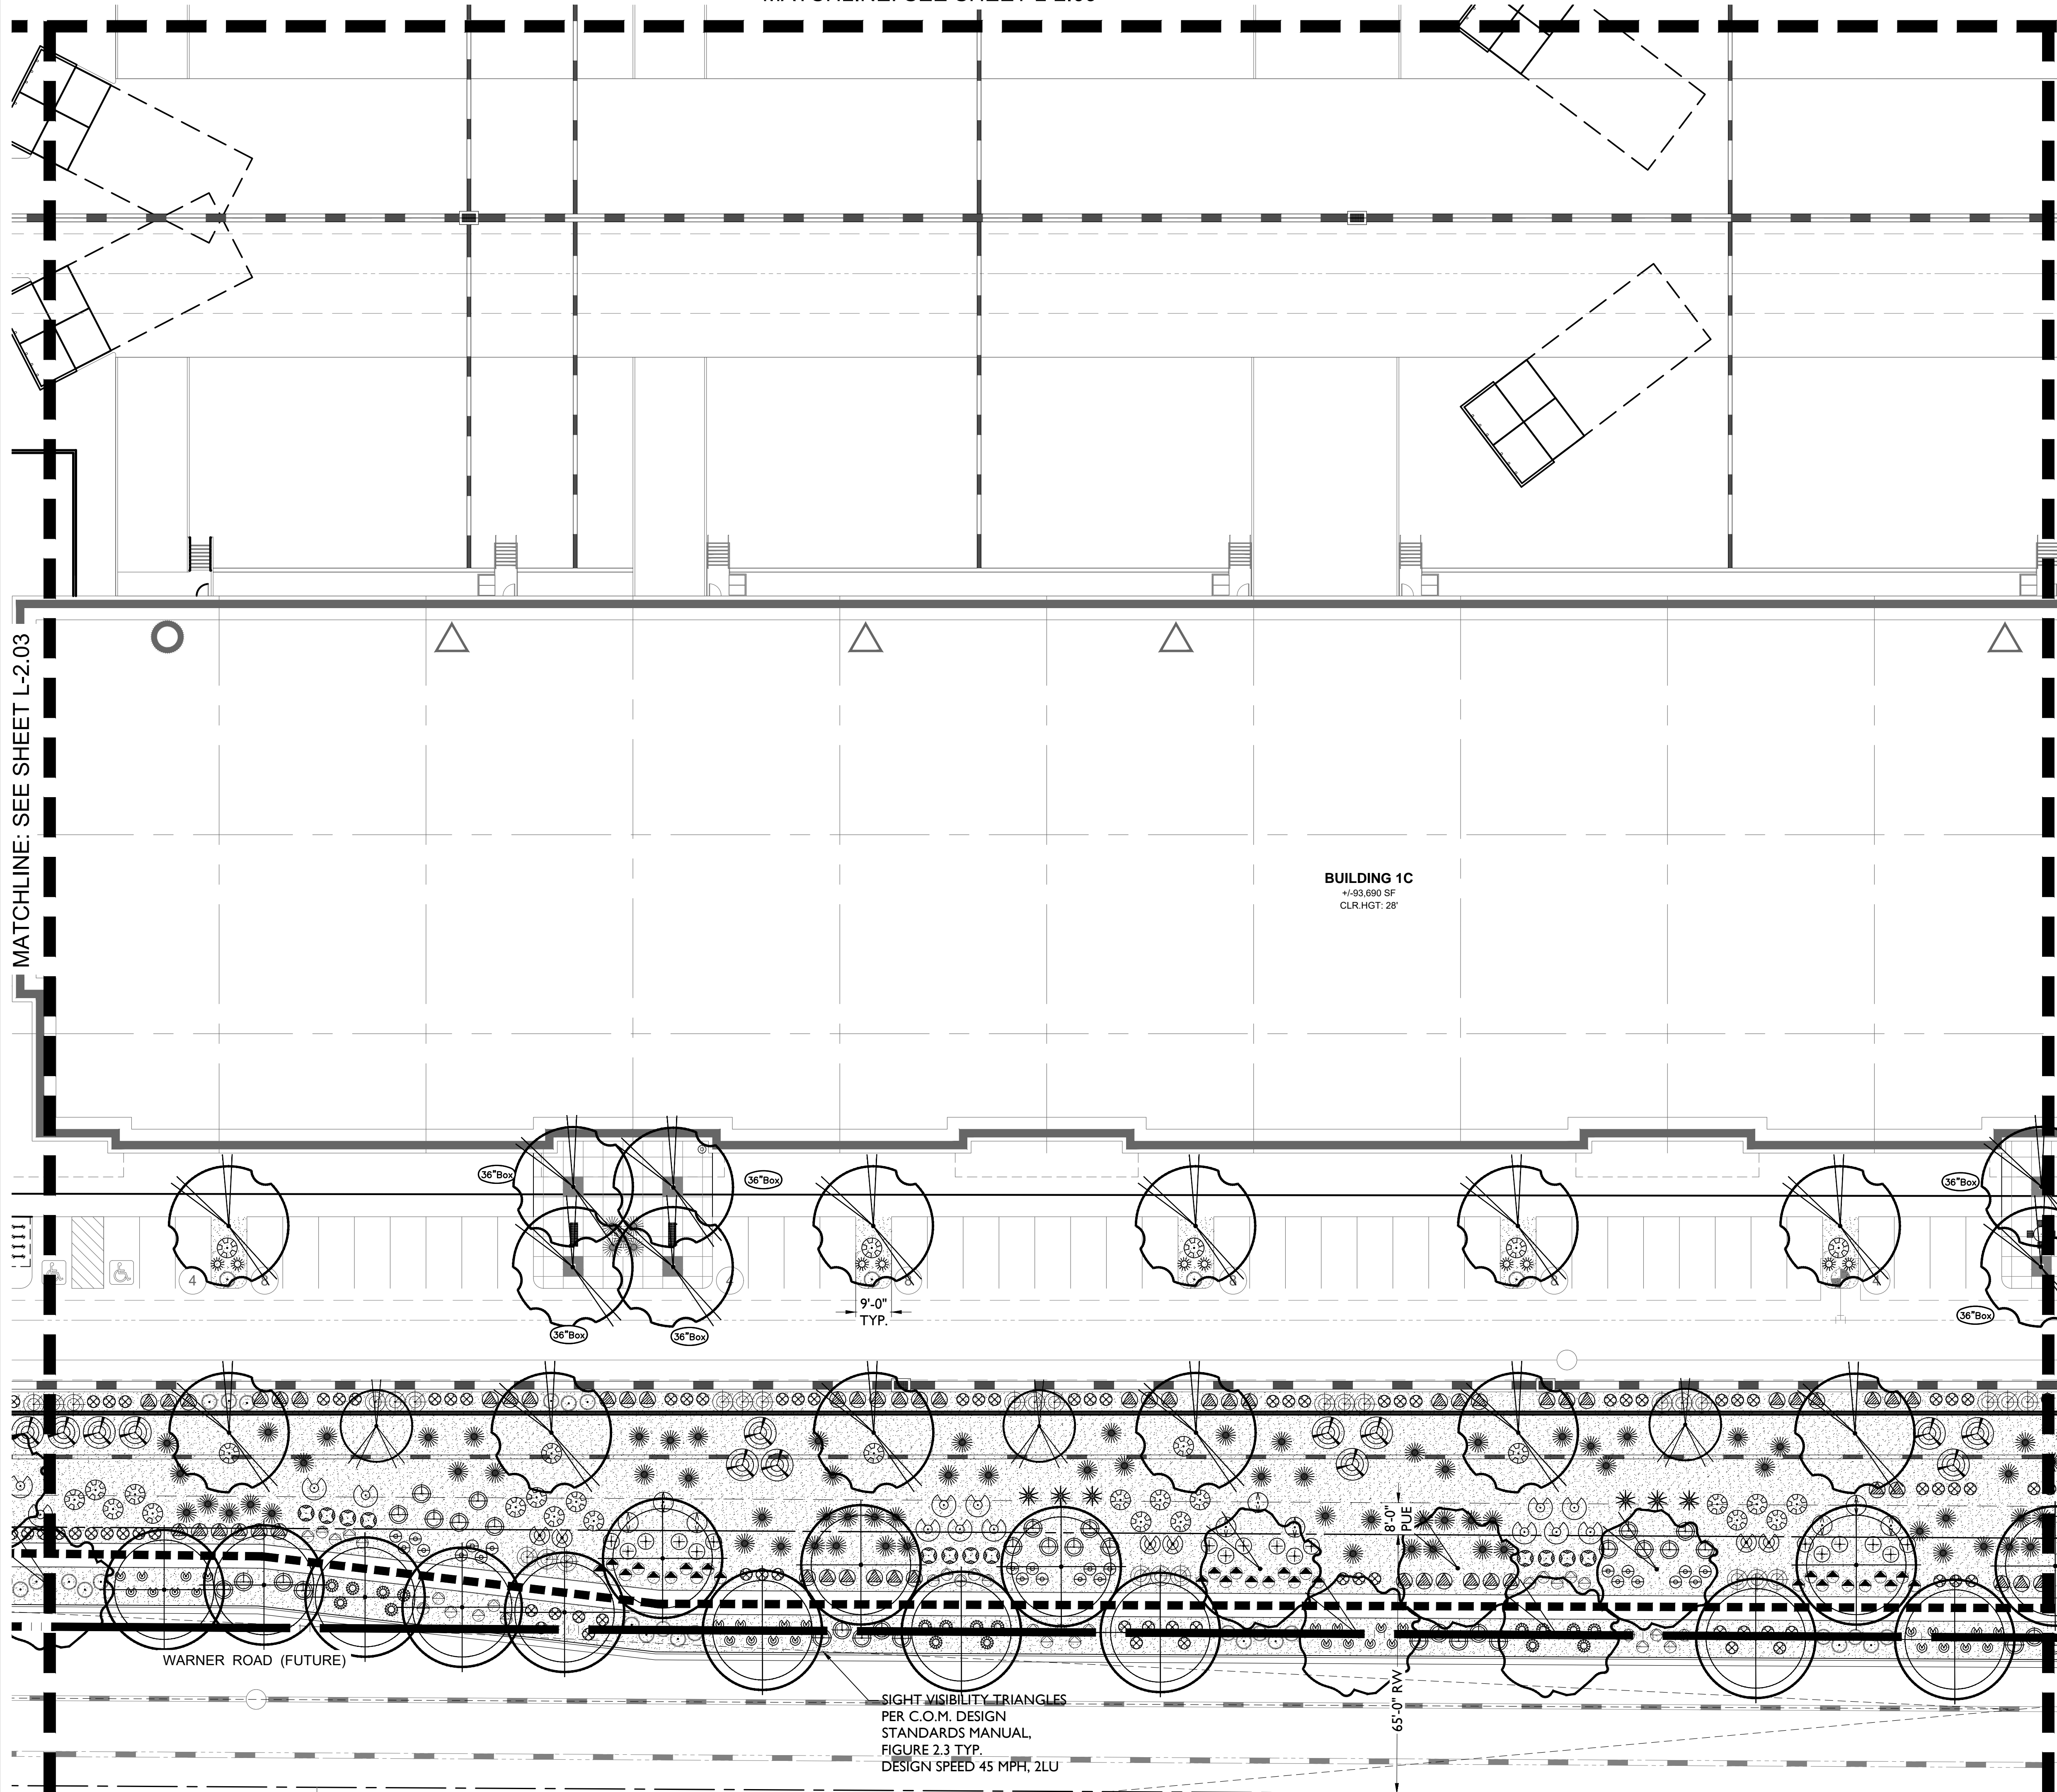 MATCHLINE: SEE SHEET L-2.03
BUILDING 1C
+/-93,690 SF
CLR.HGT: 28'
36"Box
36"Box
36"Box
36"Box
36"Box
36"Box
4
4
9'-0"
TYP.
8'-0"
PUE
65'-0" RW
WARNER ROAD (FUTURE)
SIGHT VISIBILITY TRIANGLES
PER C.O.M. DESIGN
STANDARDS MANUAL,
FIGURE 2.3 TYP.
DESIGN SPEED 45 MPH, 2LU